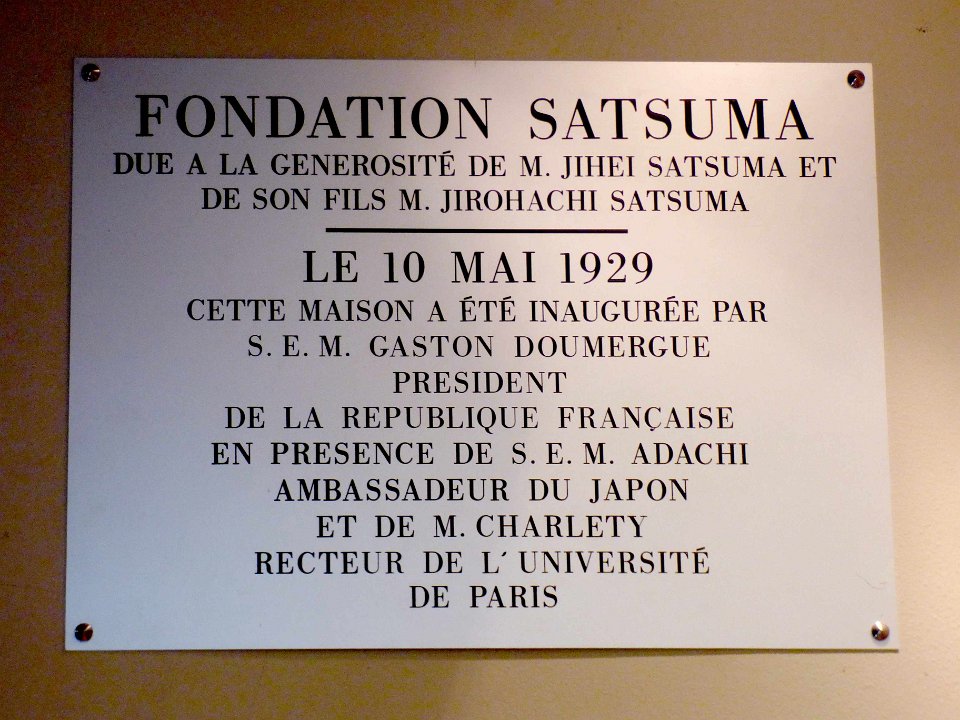 FONDATION SATSUMA
DUE A LA GENEROSITÉ DE M. JIHEI SATSUMA ET
DE SON FILS M. JIROHACHI SATSUMA
LE 10 MAI 1929
CETTE MAISON A ÉTÉ INAUGURÉE PAR
S. E. M. GASTON DOUMERGUE
PRESIDENT
DE LA REPUBLIQUE FRANÇAISE
EN PRESENCE DE S. E. M. ADACHI
AMBASSADEUR DU JAPON
ET DE M. CHARLETY
RECTEUR DE L´UNIVERSITÉ
DE PARIS